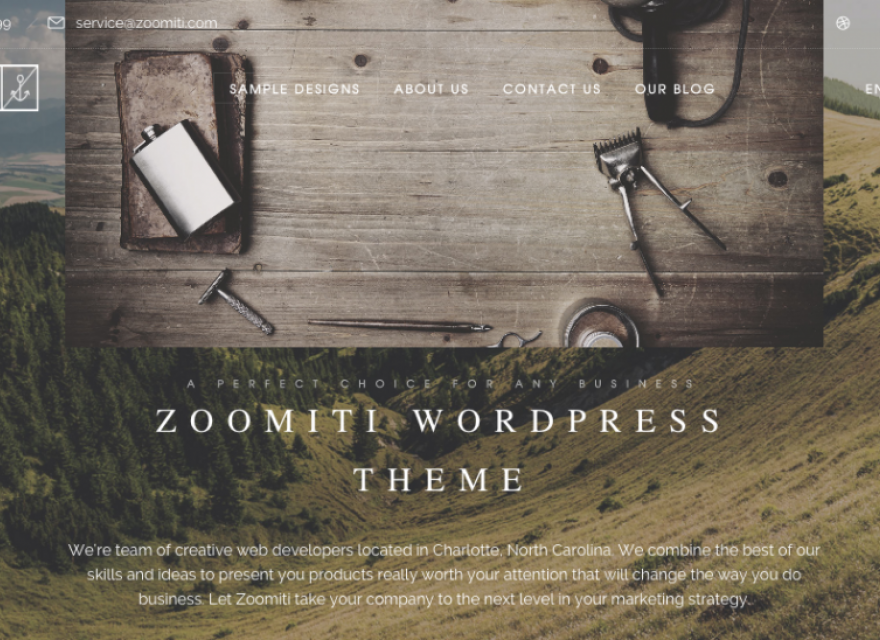 99 service@zoomiti.com
SAMPLE DESIGNS ABOUT US CONTACT US OUR BLOG EN
A PERFECT CHOICE FOR ANY BUSINESS
ZOOMITI WORDPRESS
THEME
We're team of creative web developers located in Charlotte, North Carolina. We combine the best of our
skills and ideas to present you products really worth your attention that will change the way you do
business. Let Zoomiti take your company to the next level in your marketing strategy.